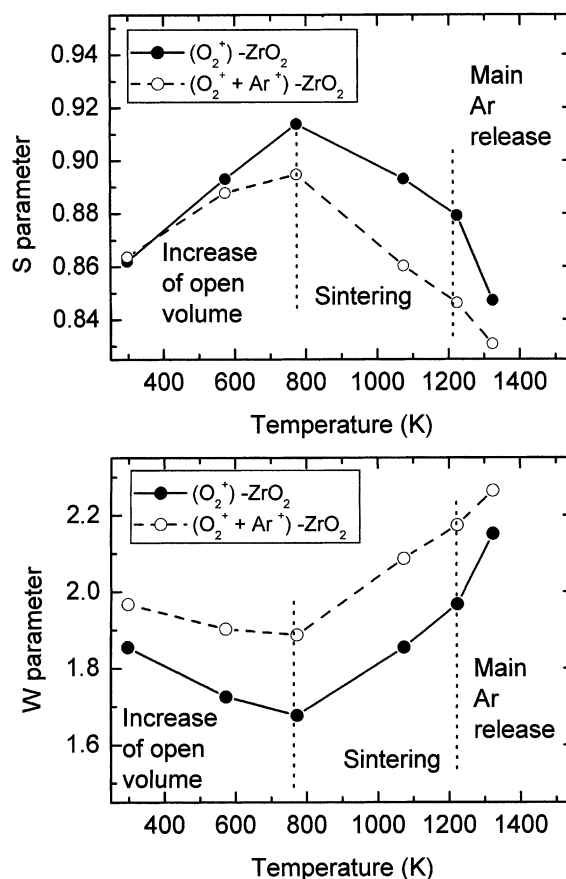 0.94
0.92
0.90
0.88
0.86
0.84
S parameter
(O₂⁺) -ZrO₂
(O₂⁺ + Ar⁺) -ZrO₂
Main
Ar
release
Increase
of open
volume
Sintering
400 600 800 1000 1200 1400
Temperature (K)
2.2
2.0
1.8
1.6
W parameter
(O₂⁺) -ZrO₂
(O₂⁺ + Ar⁺) -ZrO₂
Increase
of open
volume
Sintering
Main
Ar
release
400 600 800 1000 1200 1400
Temperature (K)